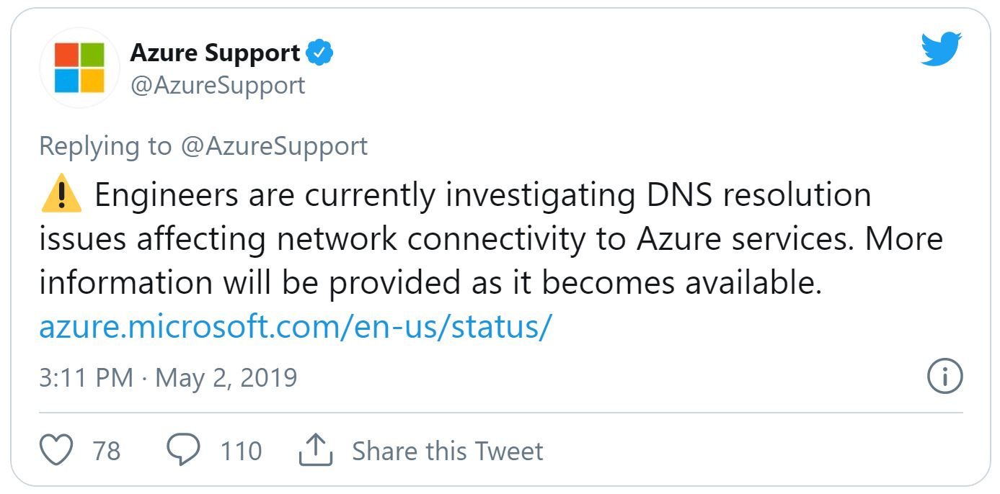 Azure Support
@AzureSupport
Replying to @AzureSupport
⚠️ Engineers are currently investigating DNS resolution
issues affecting network connectivity to Azure services. More
information will be provided as it becomes available.
azure.microsoft.com/en-us/status/
3:11 PM · May 2, 2019
78 110 Share this Tweet